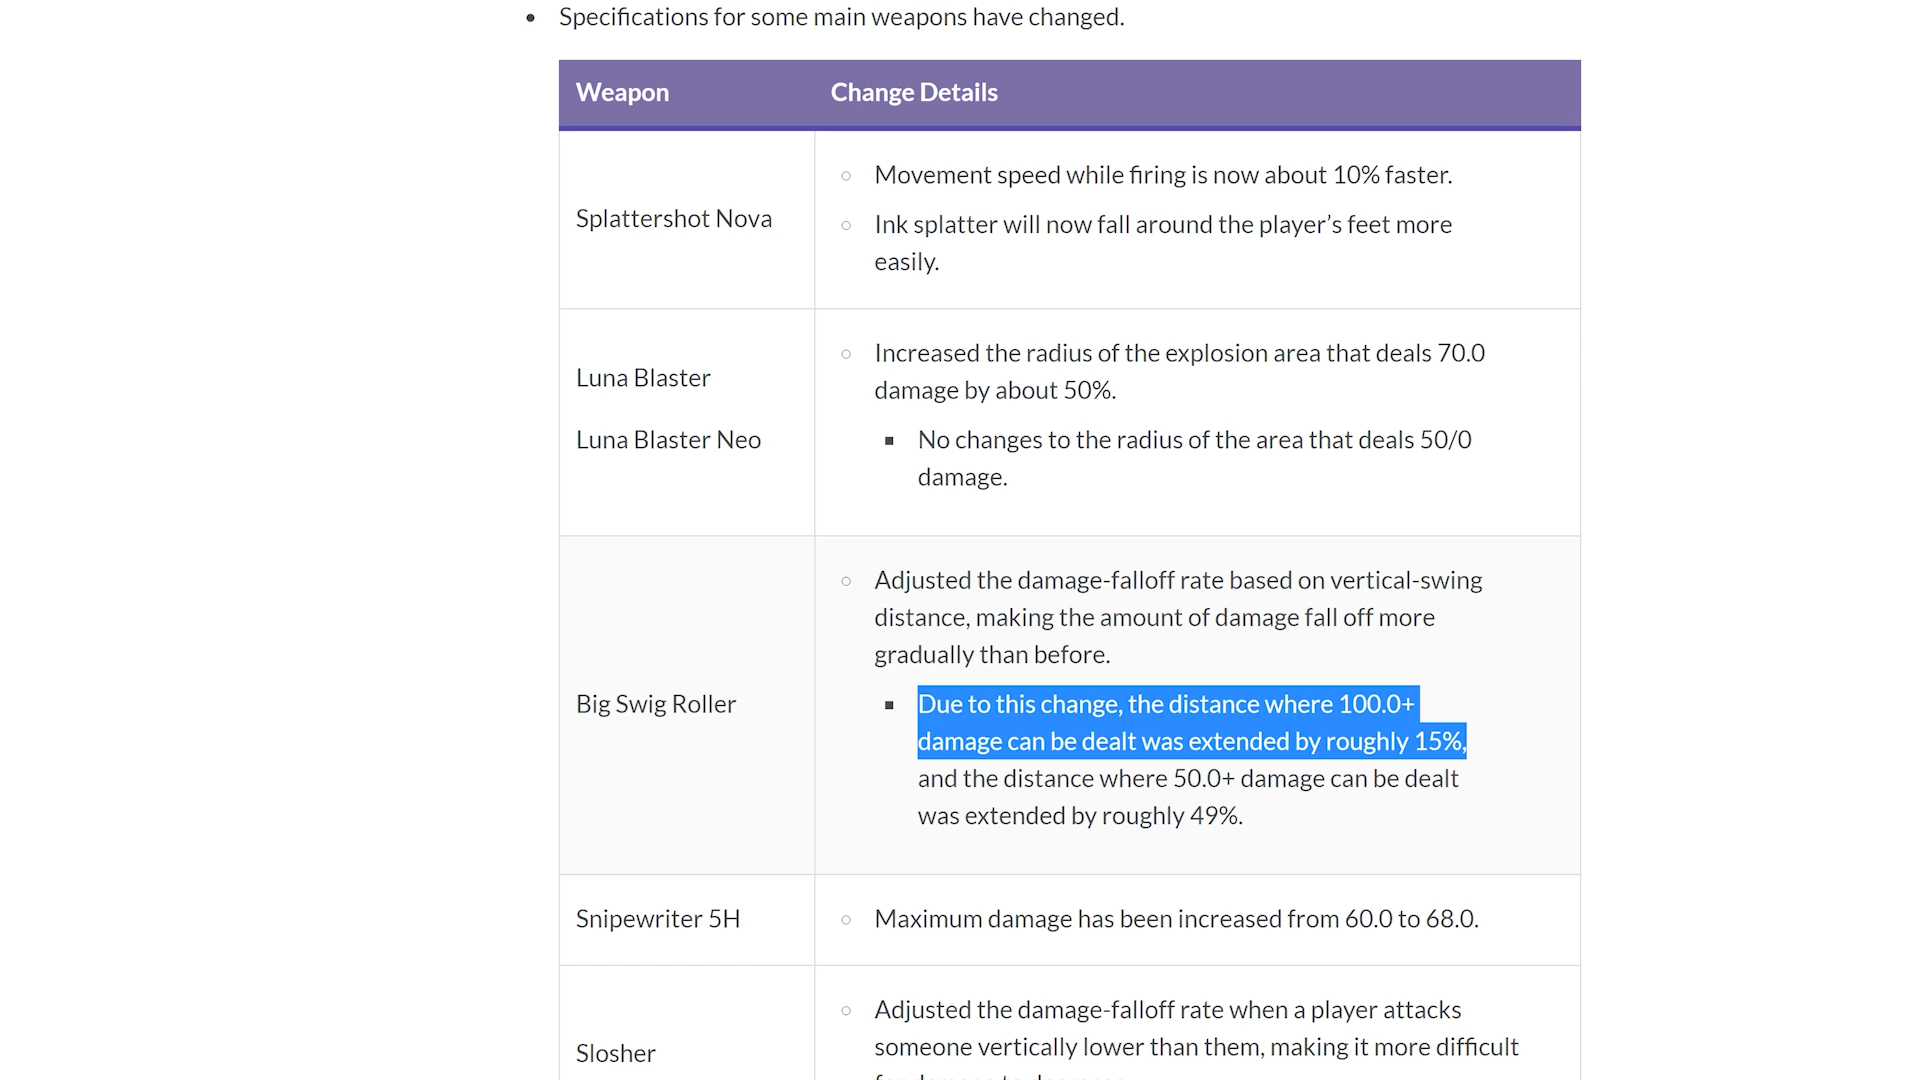 Specifications for some main weapons have changed.
Weapon
Change Details
Splattershot Nova
Movement speed while firing is now about 10% faster.
Ink splatter will now fall around the player’s feet more
easily.
Luna Blaster
Luna Blaster Neo
Increased the radius of the explosion area that deals 70.0
damage by about 50%.
No changes to the radius of the area that deals 50/0
damage.
Big Swig Roller
Adjusted the damage-falloff rate based on vertical-swing
distance, making the amount of damage fall off more
gradually than before.
Due to this change, the distance where 100.0+
damage can be dealt was extended by roughly 15%,
and the distance where 50.0+ damage can be dealt
was extended by roughly 49%.
Snipewriter 5H
Maximum damage has been increased from 60.0 to 68.0.
Slosher
Adjusted the damage-falloff rate when a player attacks
someone vertically lower than them, making it more difficult